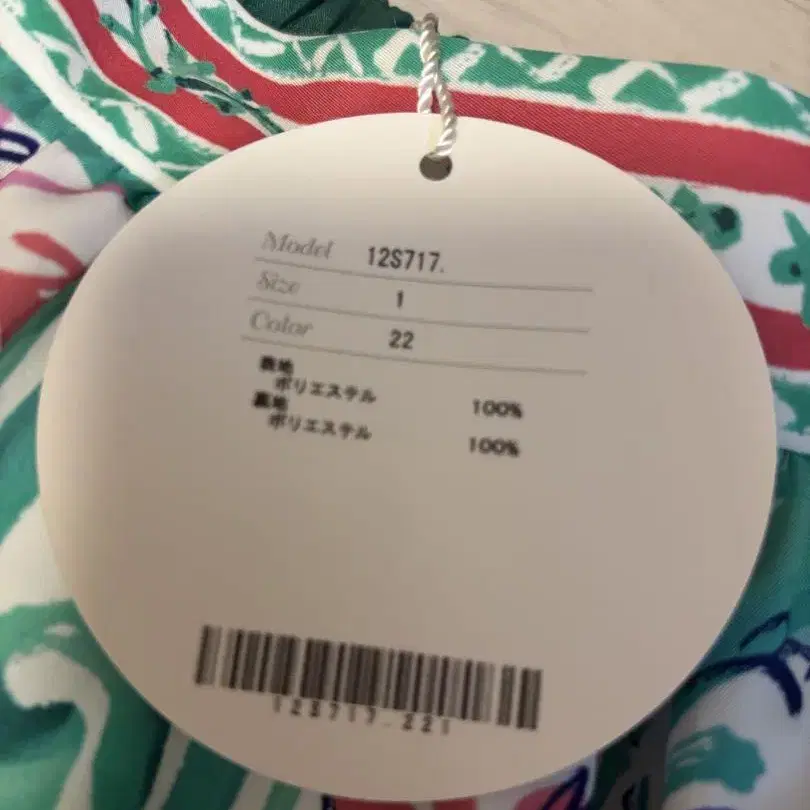 Model 12S717.
Size 1
Color 22
表地
ポリエステル 100%
裏地
ポリエステル 100%
12S717.221